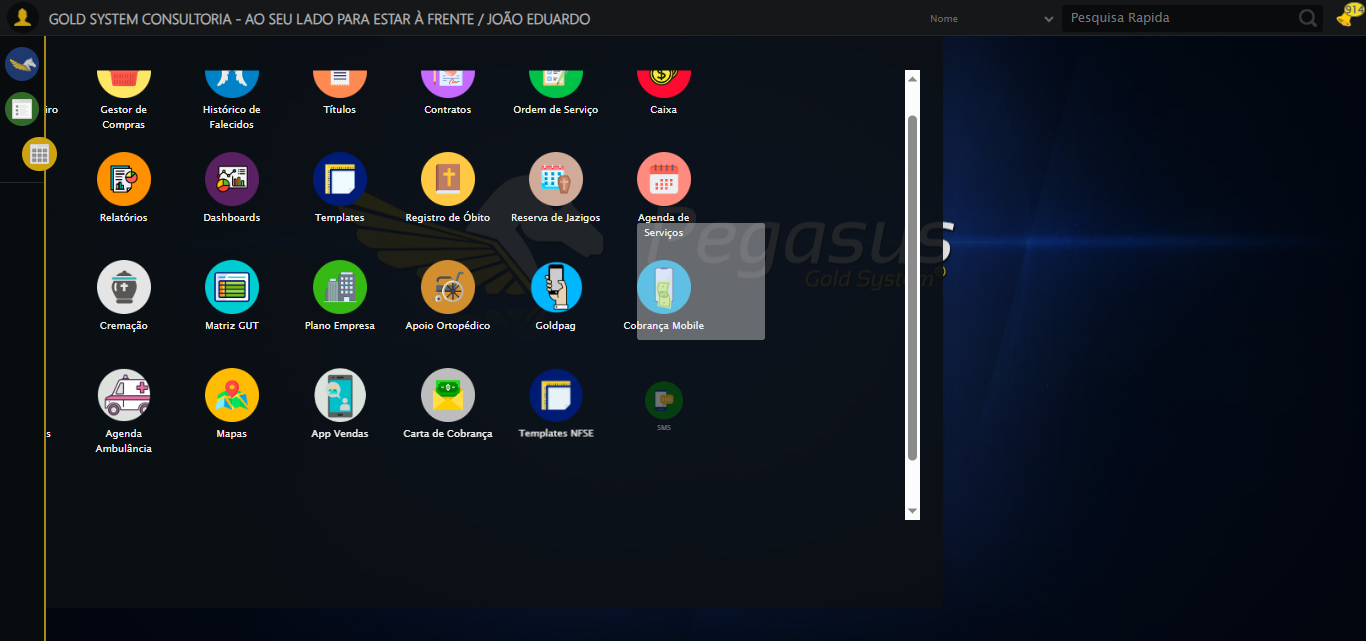 GOLD SYSTEM CONSULTORIA - AO SEU LADO PARA ESTAR À FRENTE / JOÃO EDUARDO
Nome
Pesquisa Rapida
914
iro
Gestor de
Compras
Histórico de
Falecidos
Títulos
Contratos
Ordem de Serviço
Caixa
Relatórios
Dashboards
Templates
Registro de Óbito
Reserva de Jazigos
Agenda de
Serviços
Pegasus
Gold System®
Cremação
Matriz GUT
Plano Empresa
Apoio Ortopédico
Goldpag
Cobrança Mobile
s
Agenda
Ambulância
Mapas
App Vendas
Carta de Cobrança
Templates NFSE
SMS